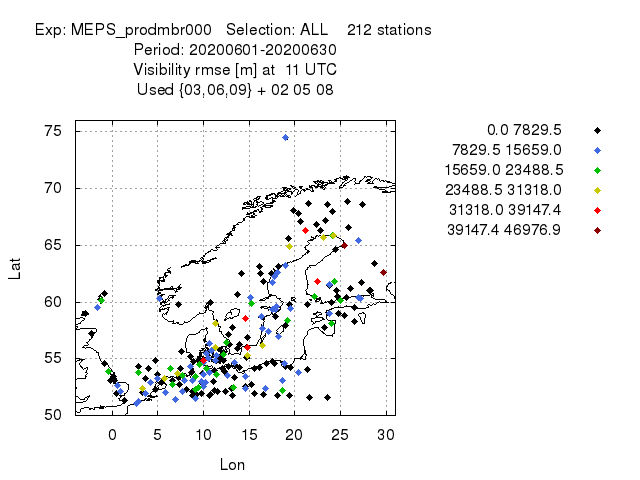 Exp: MEPS_prodmbr000   Selection: ALL    212 stations
Period: 20200601-20200630
Visibility rmse [m] at  11 UTC
Used {03,06,09} + 02 05 08
0.0 7829.5
7829.5 15659.0
15659.0 23488.5
23488.5 31318.0
31318.0 39147.4
39147.4 46976.9
75
70
65
60
55
50
Lat
0 5 10 15 20 25 30
Lon